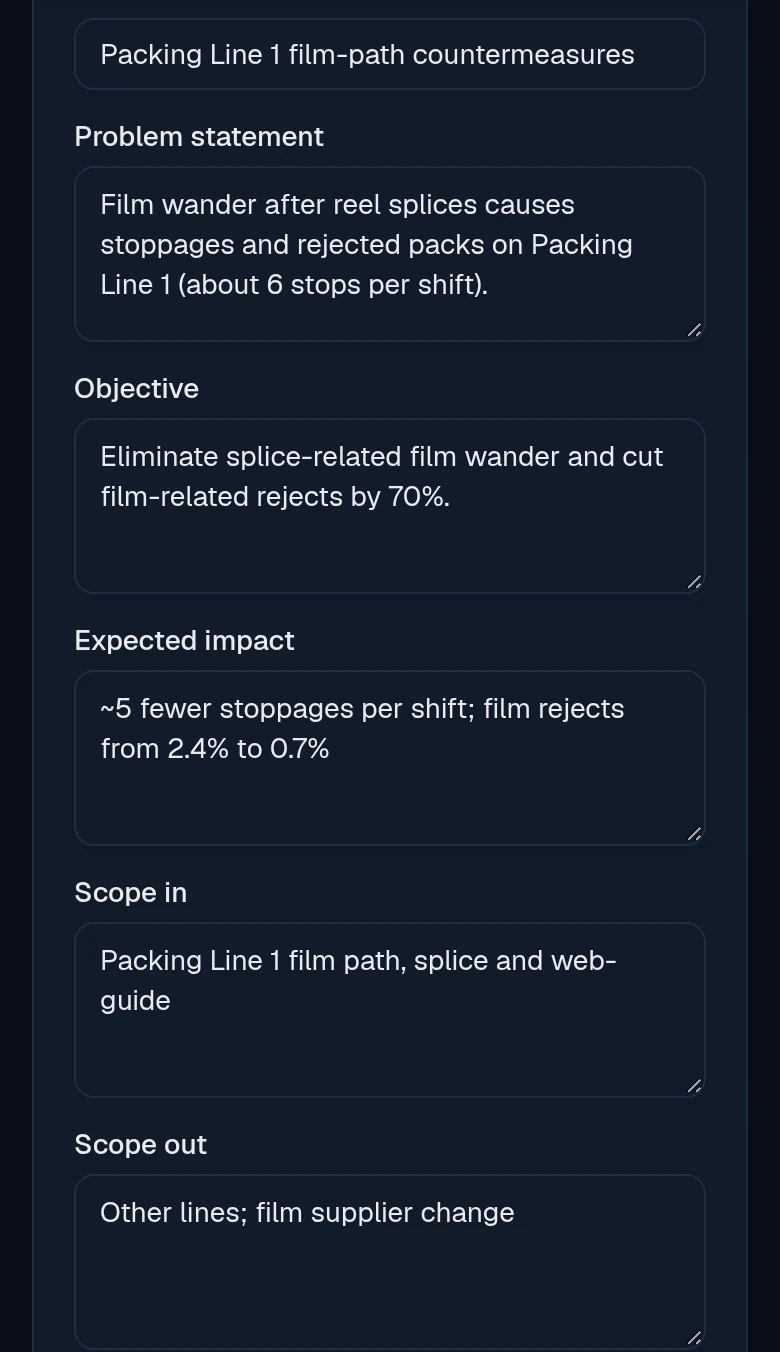 Packing Line 1 film-path countermeasures
Problem statement
Film wander after reel splices causes
stoppages and rejected packs on Packing
Line 1 (about 6 stops per shift).
Objective
Eliminate splice-related film wander and cut
film-related rejects by 70%.
Expected impact
~5 fewer stoppages per shift; film rejects
from 2.4% to 0.7%
Scope in
Packing Line 1 film path, splice and web-
guide
Scope out
Other lines; film supplier change